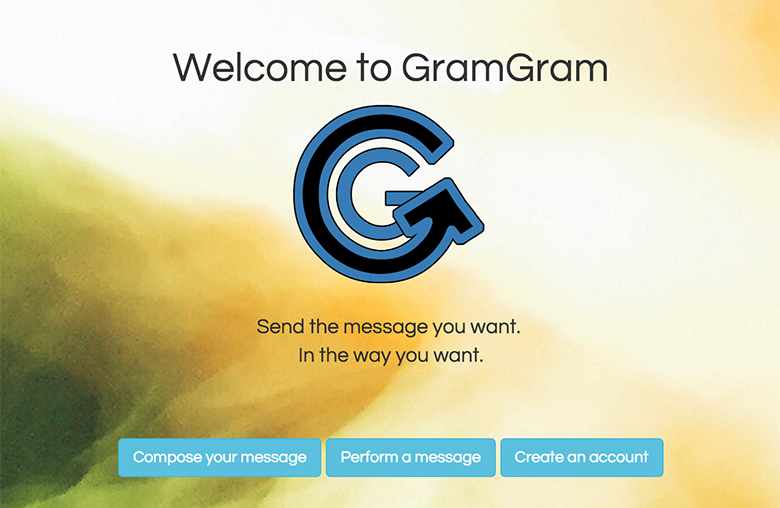 Welcome to GramGram
Send the message you want.
In the way you want.
Compose your message
Perform a message
Create an account